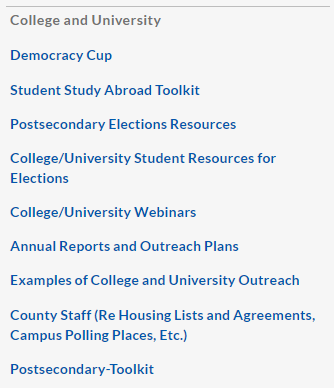 College and University
Democracy Cup
Student Study Abroad Toolkit
Postsecondary Elections Resources
College/University Student Resources for
Elections
College/University Webinars
Annual Reports and Outreach Plans
Examples of College and University Outreach
County Staff (Re Housing Lists and Agreements,
Campus Polling Places, Etc.)
Postsecondary-Toolkit